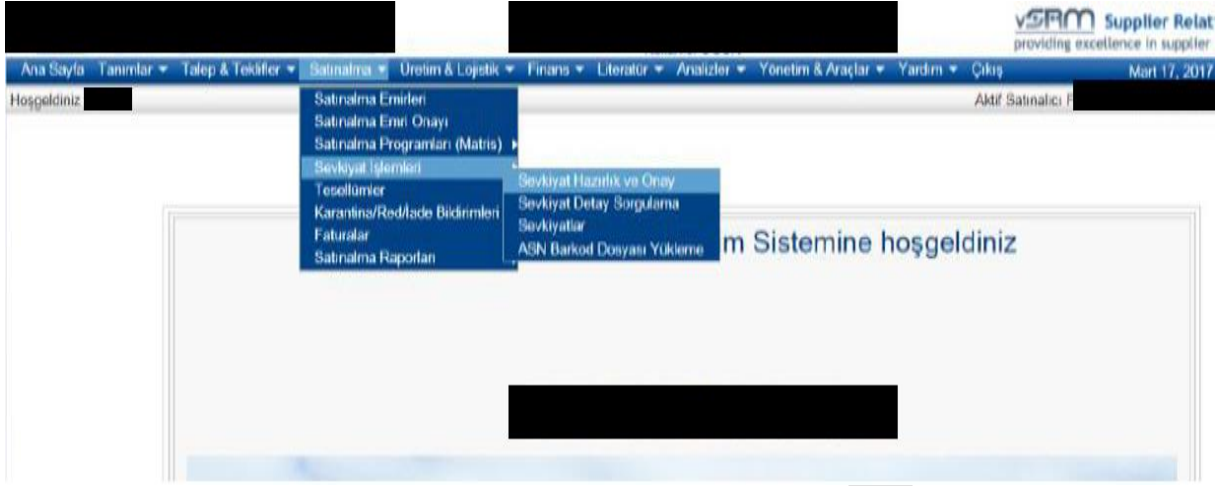 vSRM Supplier Relat
providing excellence in supplier
Ana Sayfa Tanımlar Talep & Teklifler Satınalma Üretim & Lojistik Finans Literatür Analizler Yönetim & Araçlar Yardım Çıkış Mart 17, 2017
Hoşgeldiniz Aktif Satınalıcı
Satınalma Emirleri
Satınalma Emri Onayı
Satınalma Programları (Matris)
Sevkiyat İşlemleri
Tesellümler
Karantina/Red/İade Bildirimleri
Faturalar
Satınalma Raporları
Sevkiyat Hazırlık ve Onay
Sevkiyat Detay Sorgulama
Sevkiyatlar
ASN Barkod Dosyası Yükleme
m Sistemine hoşgeldiniz